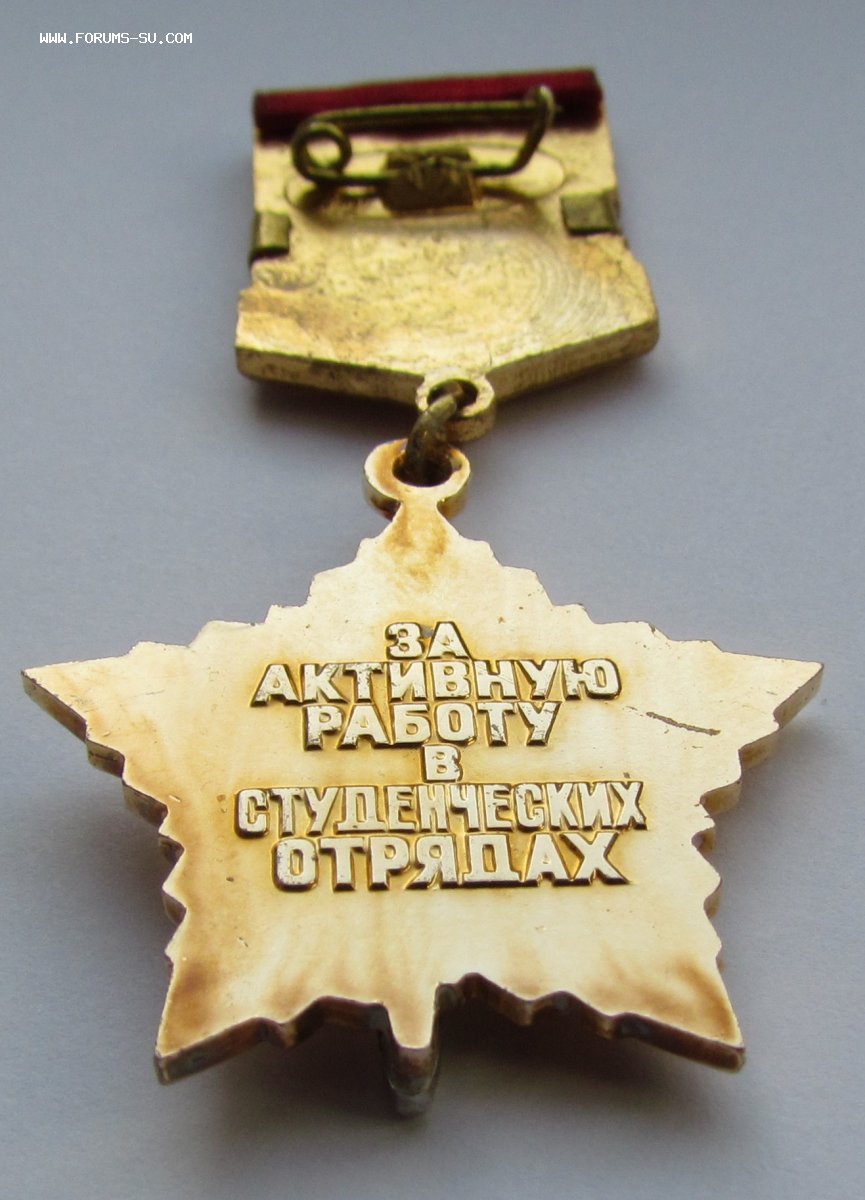 WWW.FORUMS-SU.COM
ЗА
АКТИВНУЮ
РАБОТУ
В
СТУДЕНЧЕСКИХ
ОТРЯДАХ